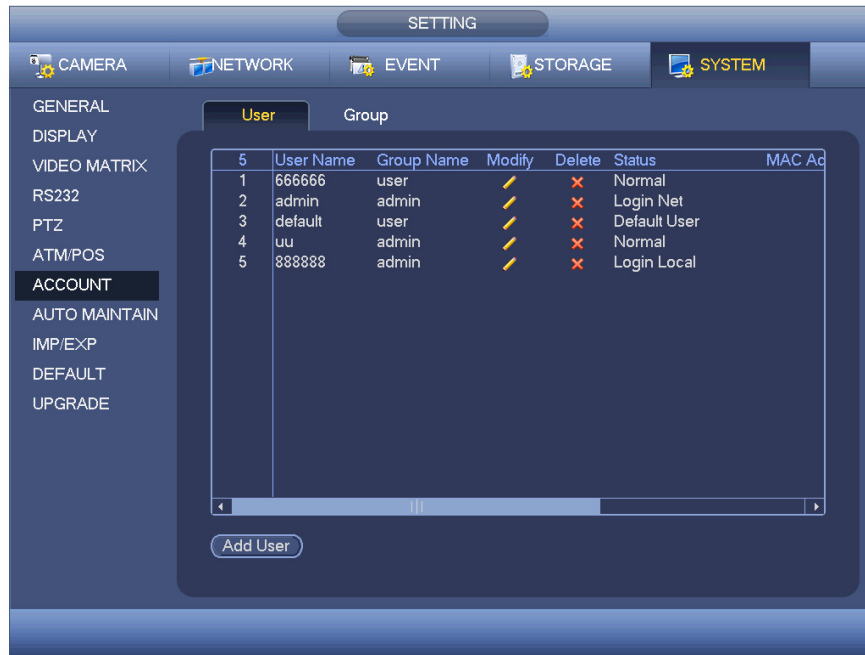 SETTING
CAMERA NETWORK EVENT STORAGE SYSTEM
GENERAL
DISPLAY
VIDEO MATRIX
RS232
PTZ
ATM/POS
ACCOUNT
AUTO MAINTAIN
IMP/EXP
DEFAULT
UPGRADE
User Group
5 User Name Group Name Modify Delete Status MAC Ad
1 666666 user Normal
2 admin admin Login Net
3 default user Default User
4 uu admin Normal
5 888888 admin Login Local
Add User